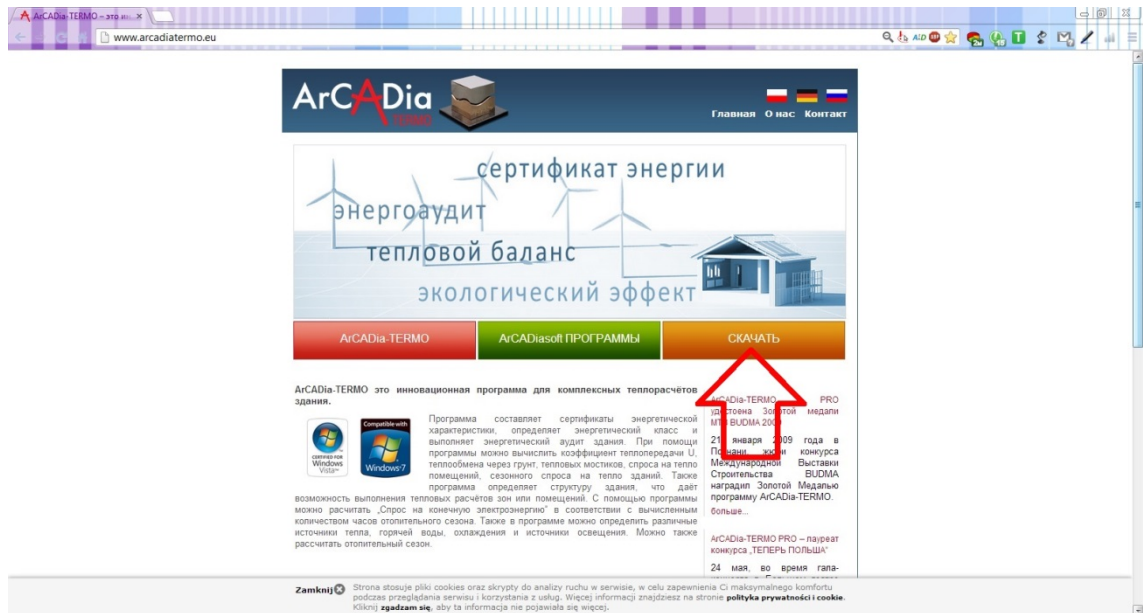 ArCADia-TERMO – это ин
www.arcadiatermo.eu
ArCADia
TERMO
Главная О нас Контакт
сертификат энергии
энергоаудит
тепловой баланс
экологический эффект
ArCADia-TERMO
ArCADiasoft ПРОГРАММЫ
СКАЧАТЬ
ArCADia-TERMO это инновационная программа для комплексных теплорасчётов
здания.
CERTIFIED FOR
Windows
Vista
Compatible with
Windows 7
Программа составляет сертификаты энергетической
характеристики, определяет энергетический класс и
выполняет энергетический аудит здания. При помощи
программы можно вычислить коэффициент теплопередачи U,
теплообмена через грунт, тепловых мостиков, спроса на тепло
помещений, сезонного спроса на тепло зданий. Также
программа определяет структуру здания, что даёт
возможность выполнения тепловых расчётов зон или помещений. С помощью программы
можно расчитать „Спрос на конечную электроэнергию" в соответствии с вычисленным
количеством часов отопительного сезона. Также в программе можно определить различные
источники тепла, горячей воды, охлаждения и источники освещения. Можно также
рассчитать отопительный сезон.
ArCADia-TERMO PRO
удостоена Золотой медали
BUDMA
21 января 2009 года в
жюри конкурса
Международной Выставки
Строительства BUDMA
наградил Золотой Медалью
программу ArCADia-TERMO.
больше...
ArCADia-TERMO PRO – лауреат
конкурса „ТЕПЕРЬ ПОЛЬША"
24 мая, во время гала-
Zamknij
Strona stosuje pliki cookies oraz skrypty do analizy ruchu w serwisie, w celu zapewnienia Ci maksymalnego komfortu
podczas przeglądania serwisu i korzystania z usług. Więcej informacji znajdziesz na stronie polityka prywatności i cookie.
Kliknij zgadzam się, aby ta informacja nie pojawiała się więcej.